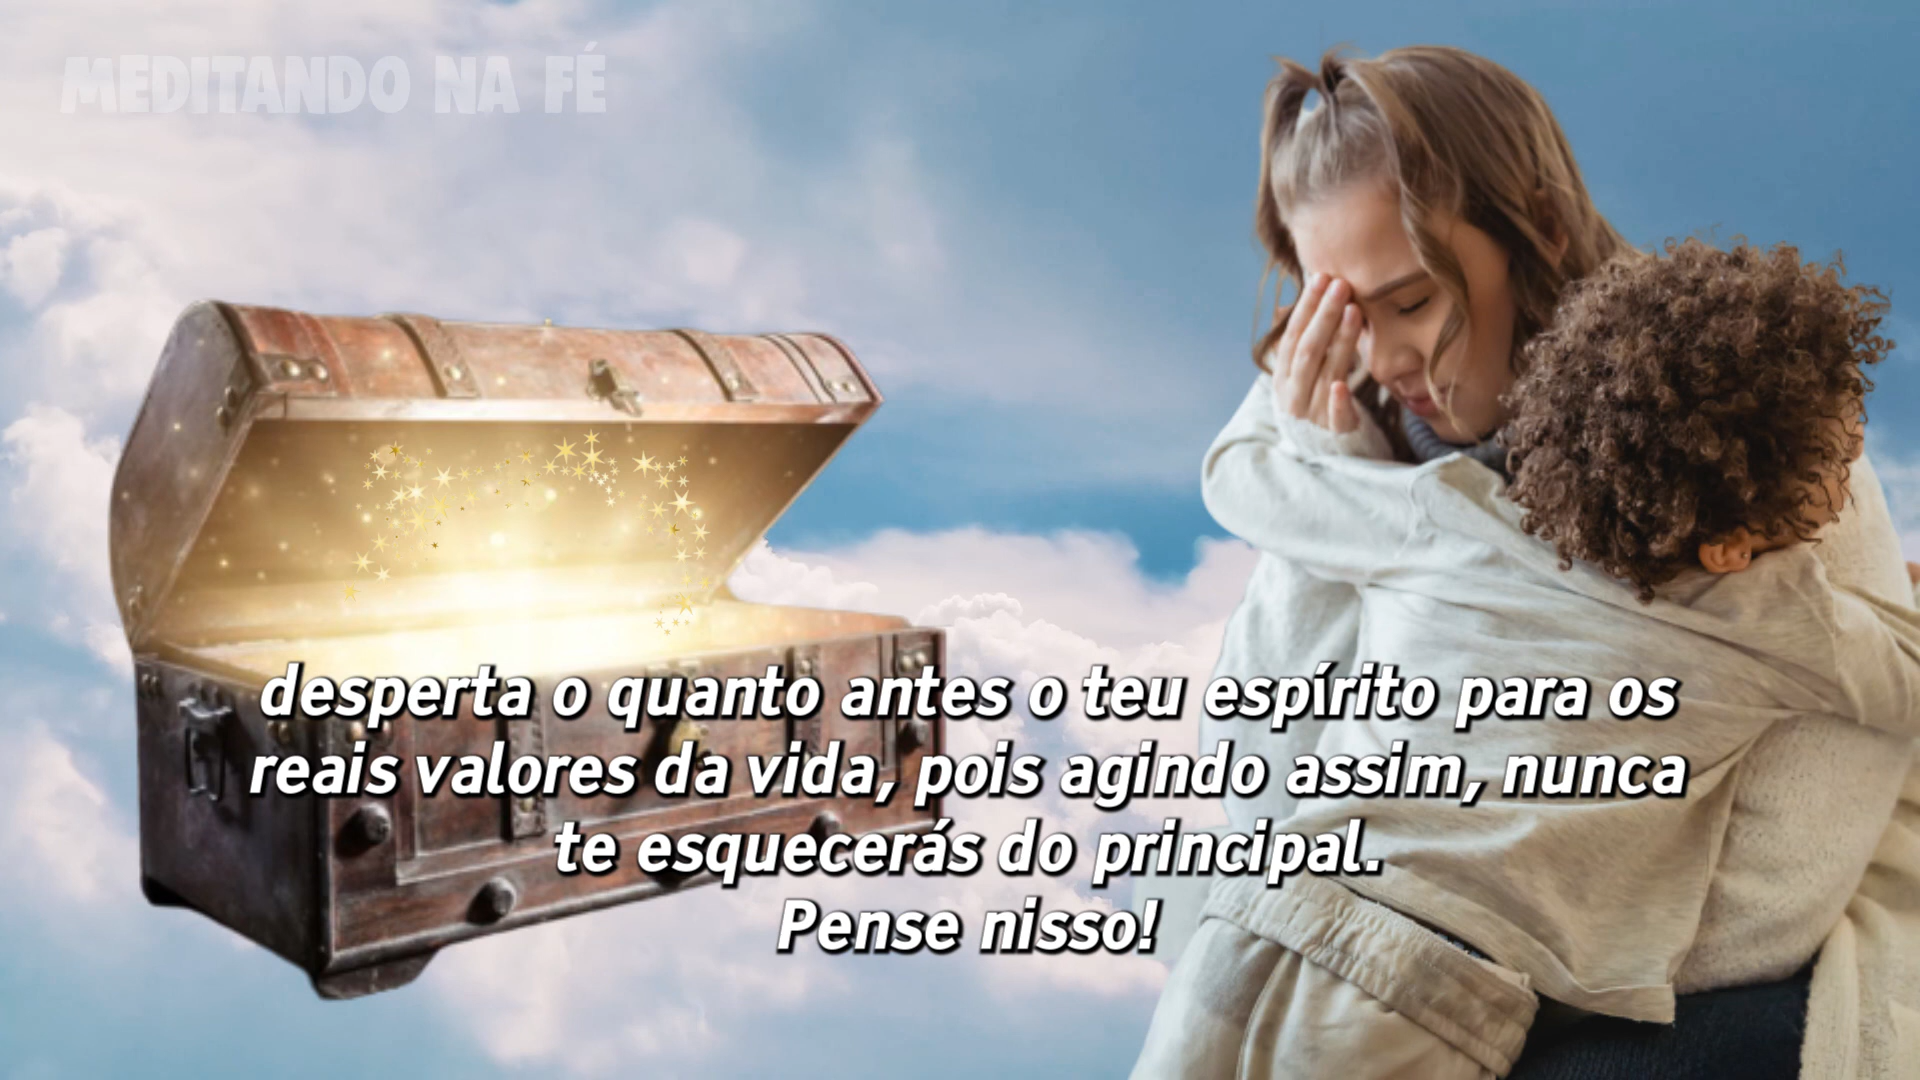 MEDITANDO NA FÉ
desperta o quanto antes o teu espírito para os
reais valores da vida, pois agindo assim, nunca
te esquecerás do principal.
Pense nisso!